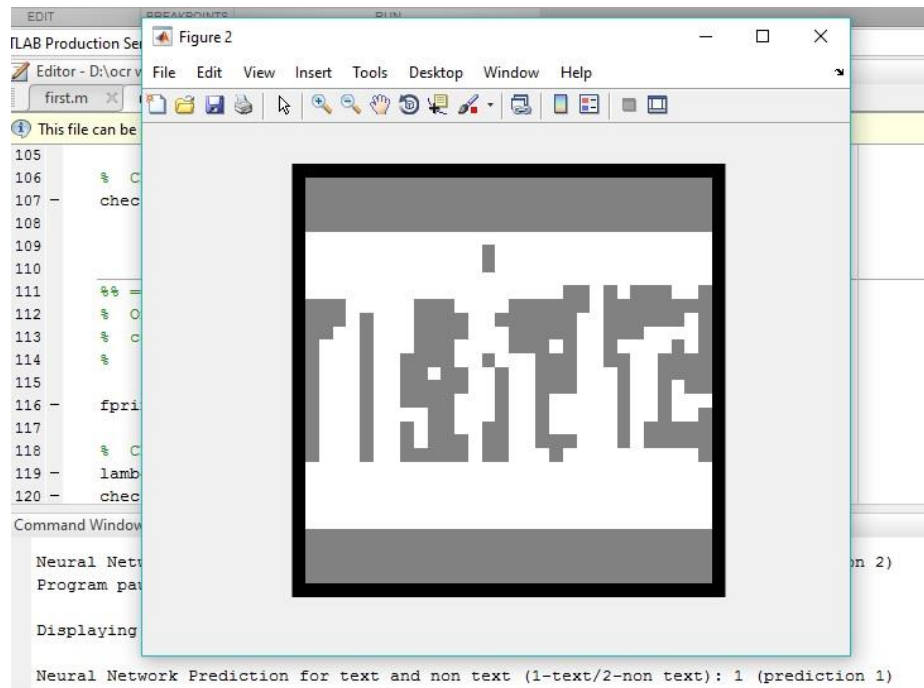 EDIT BREAKPOINTS RUN
TLAB Production Se
Figure 2
Editor - D:\ocr w
File Edit View Insert Tools Desktop Window Help
first.m
This file can be
105
106 % C
107 - chec
108
109
110
111 %% =
112 % O
113 % c
114 %
115
116 - fpri
117
118 % C
119 - lamb
120 - chec
Command Window
Neural Netw on 2)
Program pau
Displaying
Neural Network Prediction for text and non text (1-text/2-non text): 1 (prediction 1)